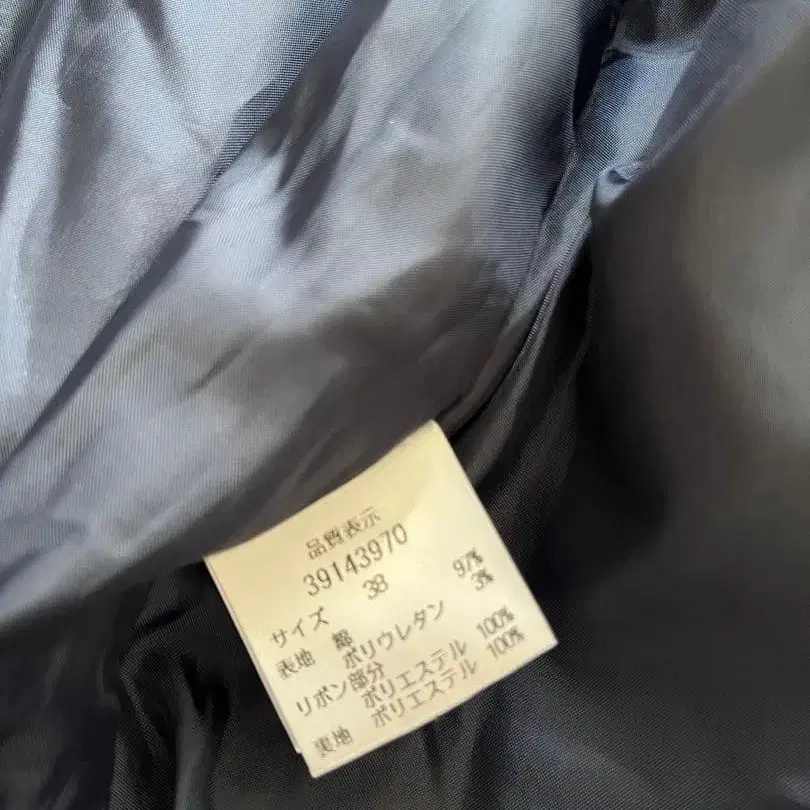 品質表示
39143970
サイズ 38
表地 綿 97%
ポリウレタン 3%
リボン部分
ポリエステル 100%
裏地 ポリエステル 100%